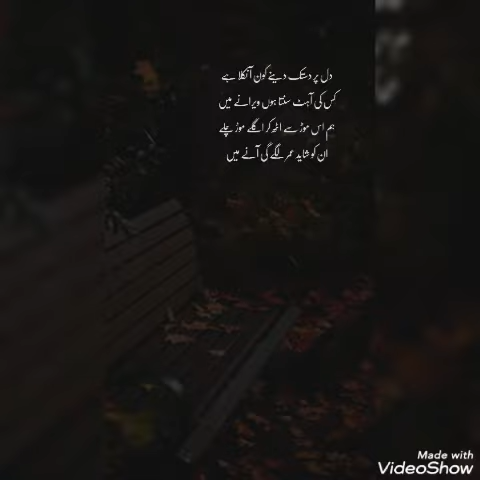 دل پر دستک دینے کون آ نکلا ہے
کس کی آہٹ سنتا ہوں ویرانے میں
ہم اس موڑ سے اٹھ کر اگلے موڑ چلے
ان کو شاید عمر لگے گی آنے میں
Made with
VideoShow